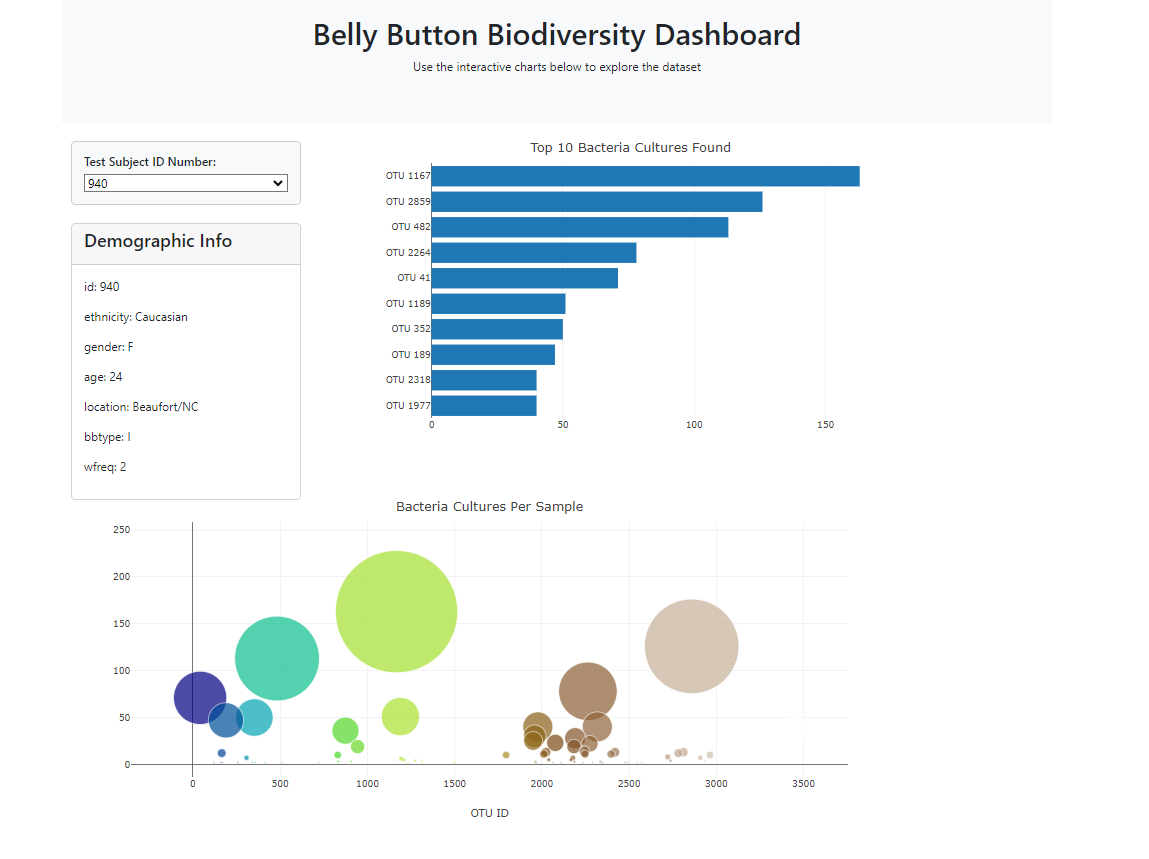 Belly Button Biodiversity Dashboard
Use the interactive charts below to explore the dataset
Test Subject ID Number:
940
Demographic Info
id: 940
ethnicity: Caucasian
gender: F
age: 24
location: Beaufort/NC
bbtype: I
wfreq: 2
Top 10 Bacteria Cultures Found
OTU 1167
OTU 2859
OTU 482
OTU 2264
OTU 41
OTU 1189
OTU 352
OTU 189
OTU 2318
OTU 1977
0 50 100 150
Bacteria Cultures Per Sample
250
200
150
100
50
0
0 500 1000 1500 2000 2500 3000 3500
OTU ID